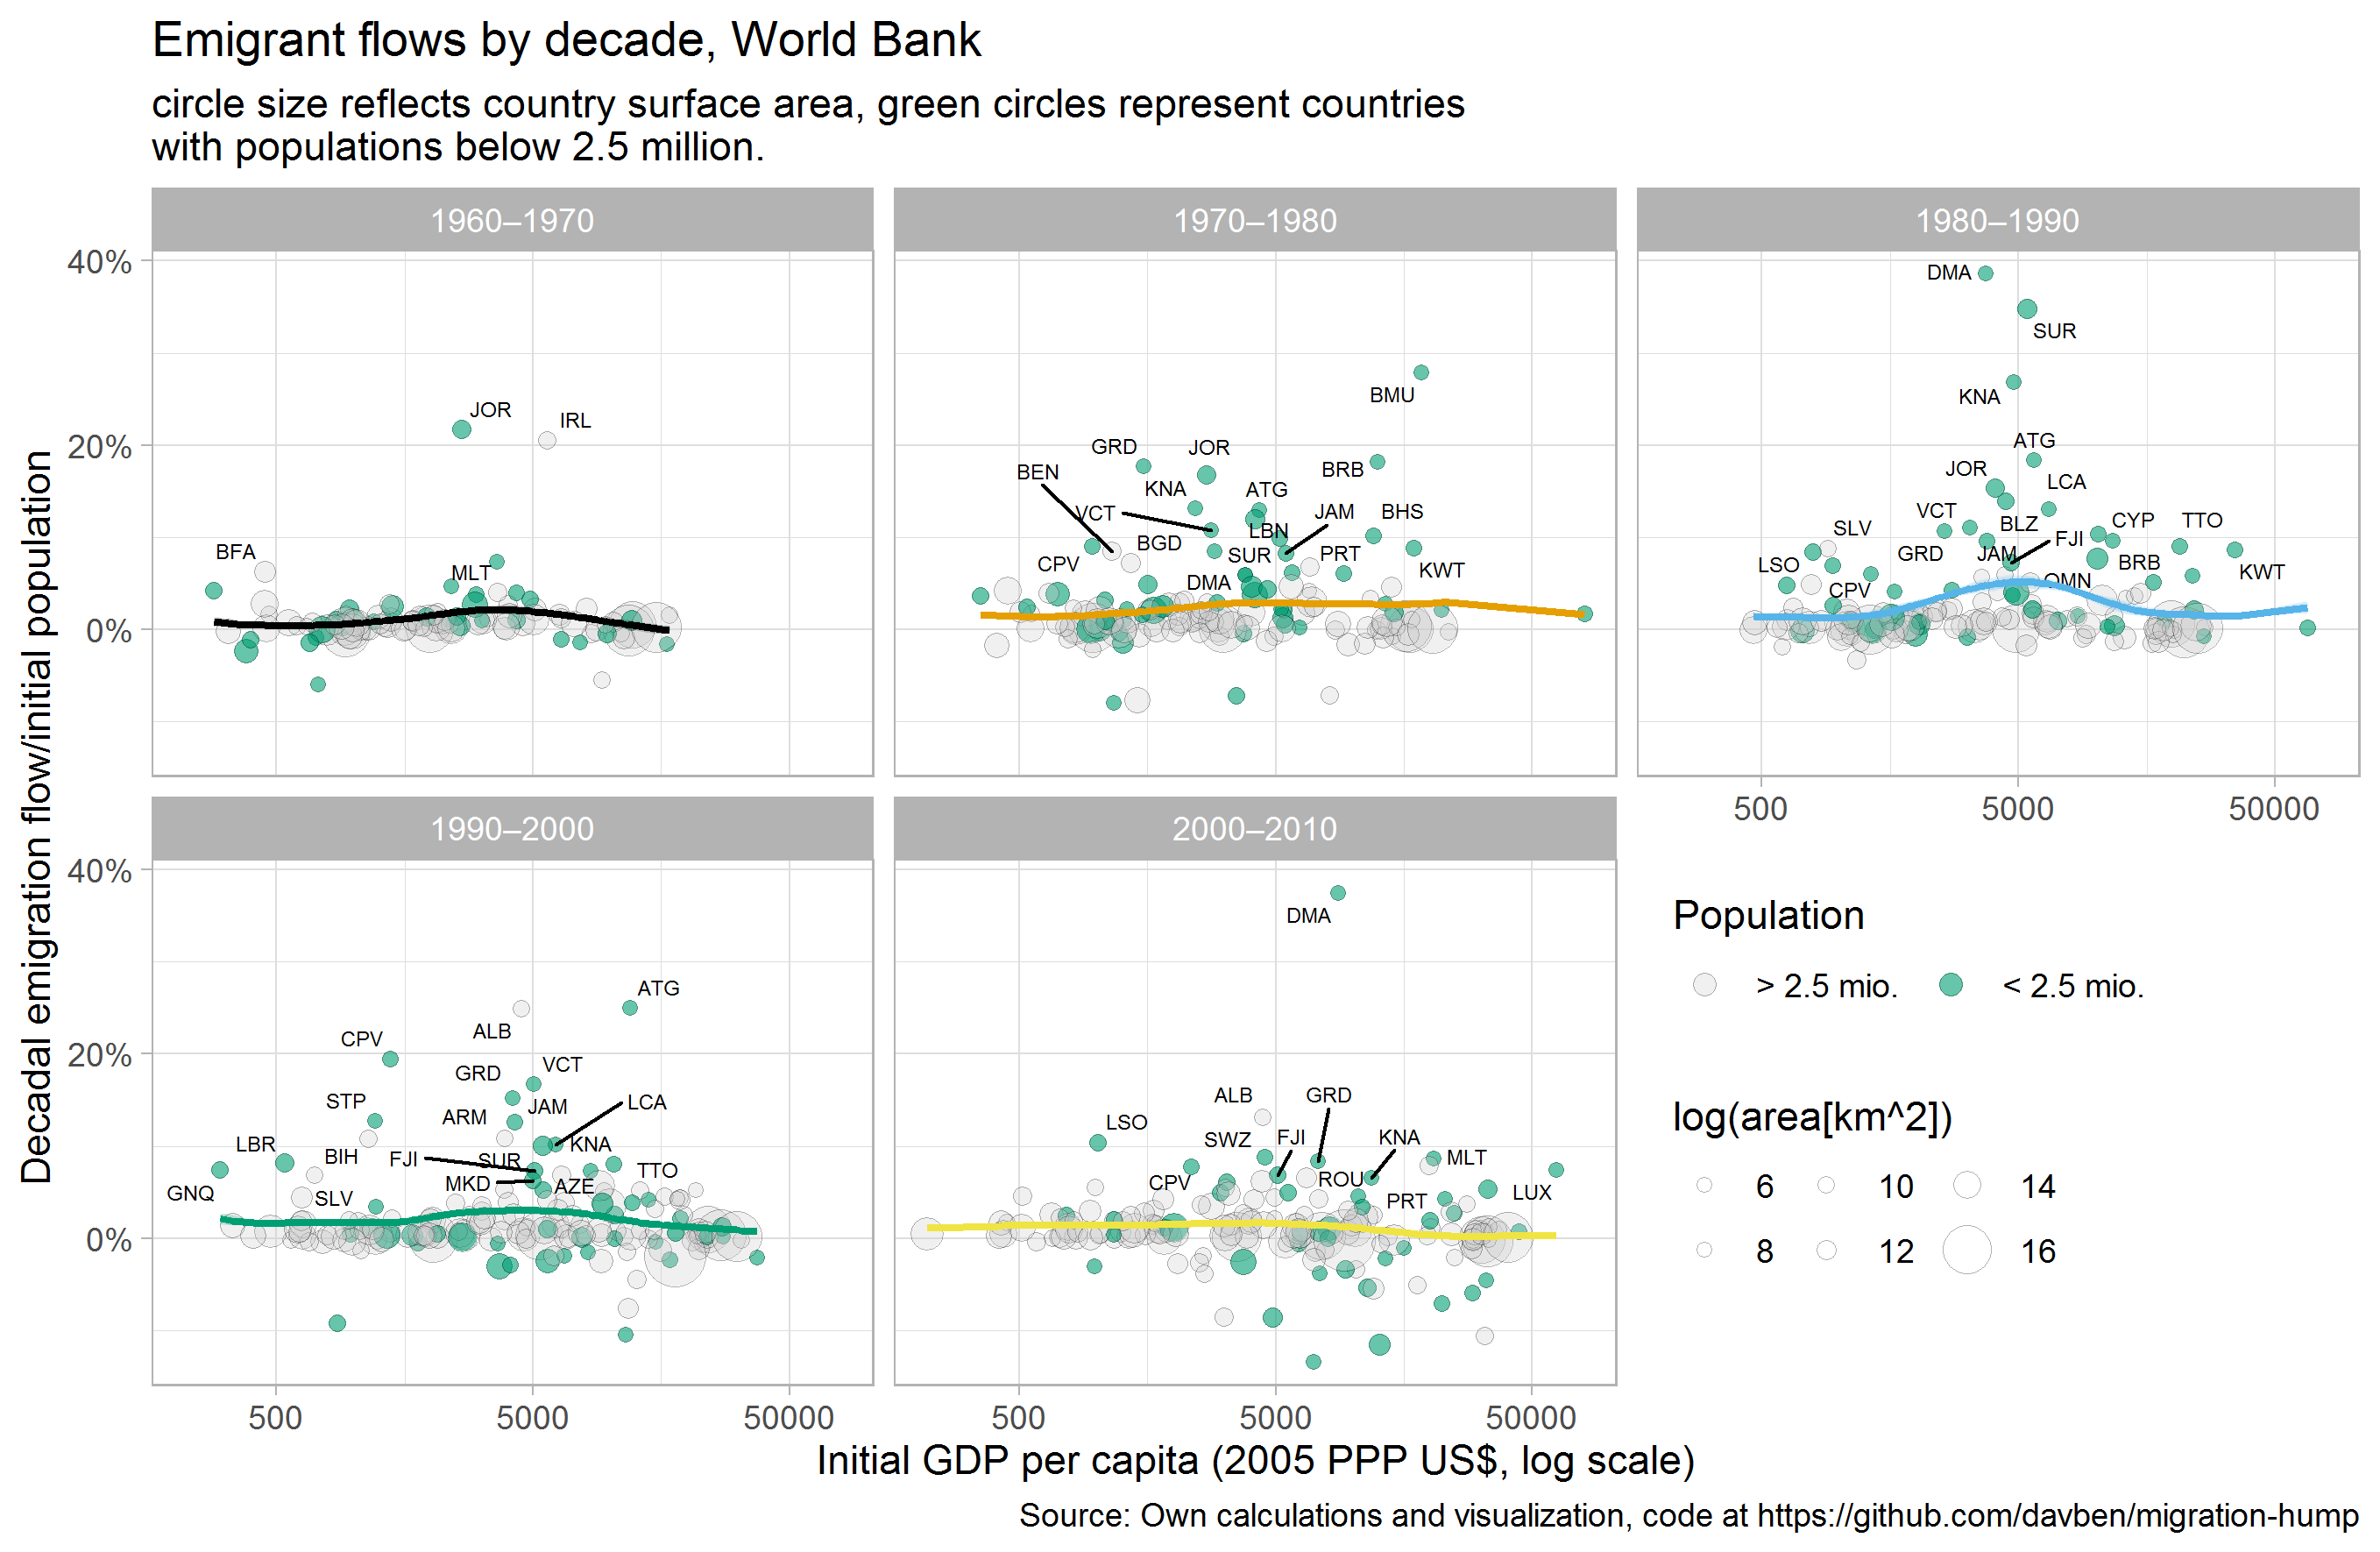 Emigrant flows by decade, World Bank
circle size reflects country surface area, green circles represent countries
with populations below 2.5 million.
Decadal emigration flow/initial population
1960–1970
40%
20%
0%
JOR
IRL
BFA
MLT
1970–1980
BMU
GRD
JOR
BRB
BEN
KNA
ATG
VCT
JAM
BHS
LBN
BGD
SUR
PRT
CPV
DMA
KWT
1980–1990
DMA
SUR
KNA
ATG
JOR
LCA
VCT
SLV
BLZ
CYP
TTO
FJI
GRD
JAM
LSO
BRB
KWT
OMN
CPV
500
5000
50000
1990–2000
40%
20%
0%
ATG
ALB
CPV
VCT
GRD
STP
JAM
LCA
ARM
LBR
KNA
BIH
FJI
SUR
TTO
MKD
AZE
GNQ
SLV
500
5000
50000
2000–2010
DMA
ALB
GRD
LSO
SWZ
FJI
KNA
MLT
CPV
ROU
PRT
LUX
500
5000
50000
Population
> 2.5 mio.
< 2.5 mio.
log(area[km^2])
6
10
14
8
12
16
Initial GDP per capita (2005 PPP US$, log scale)
Source: Own calculations and visualization, code at https://github.com/davben/migration-hump